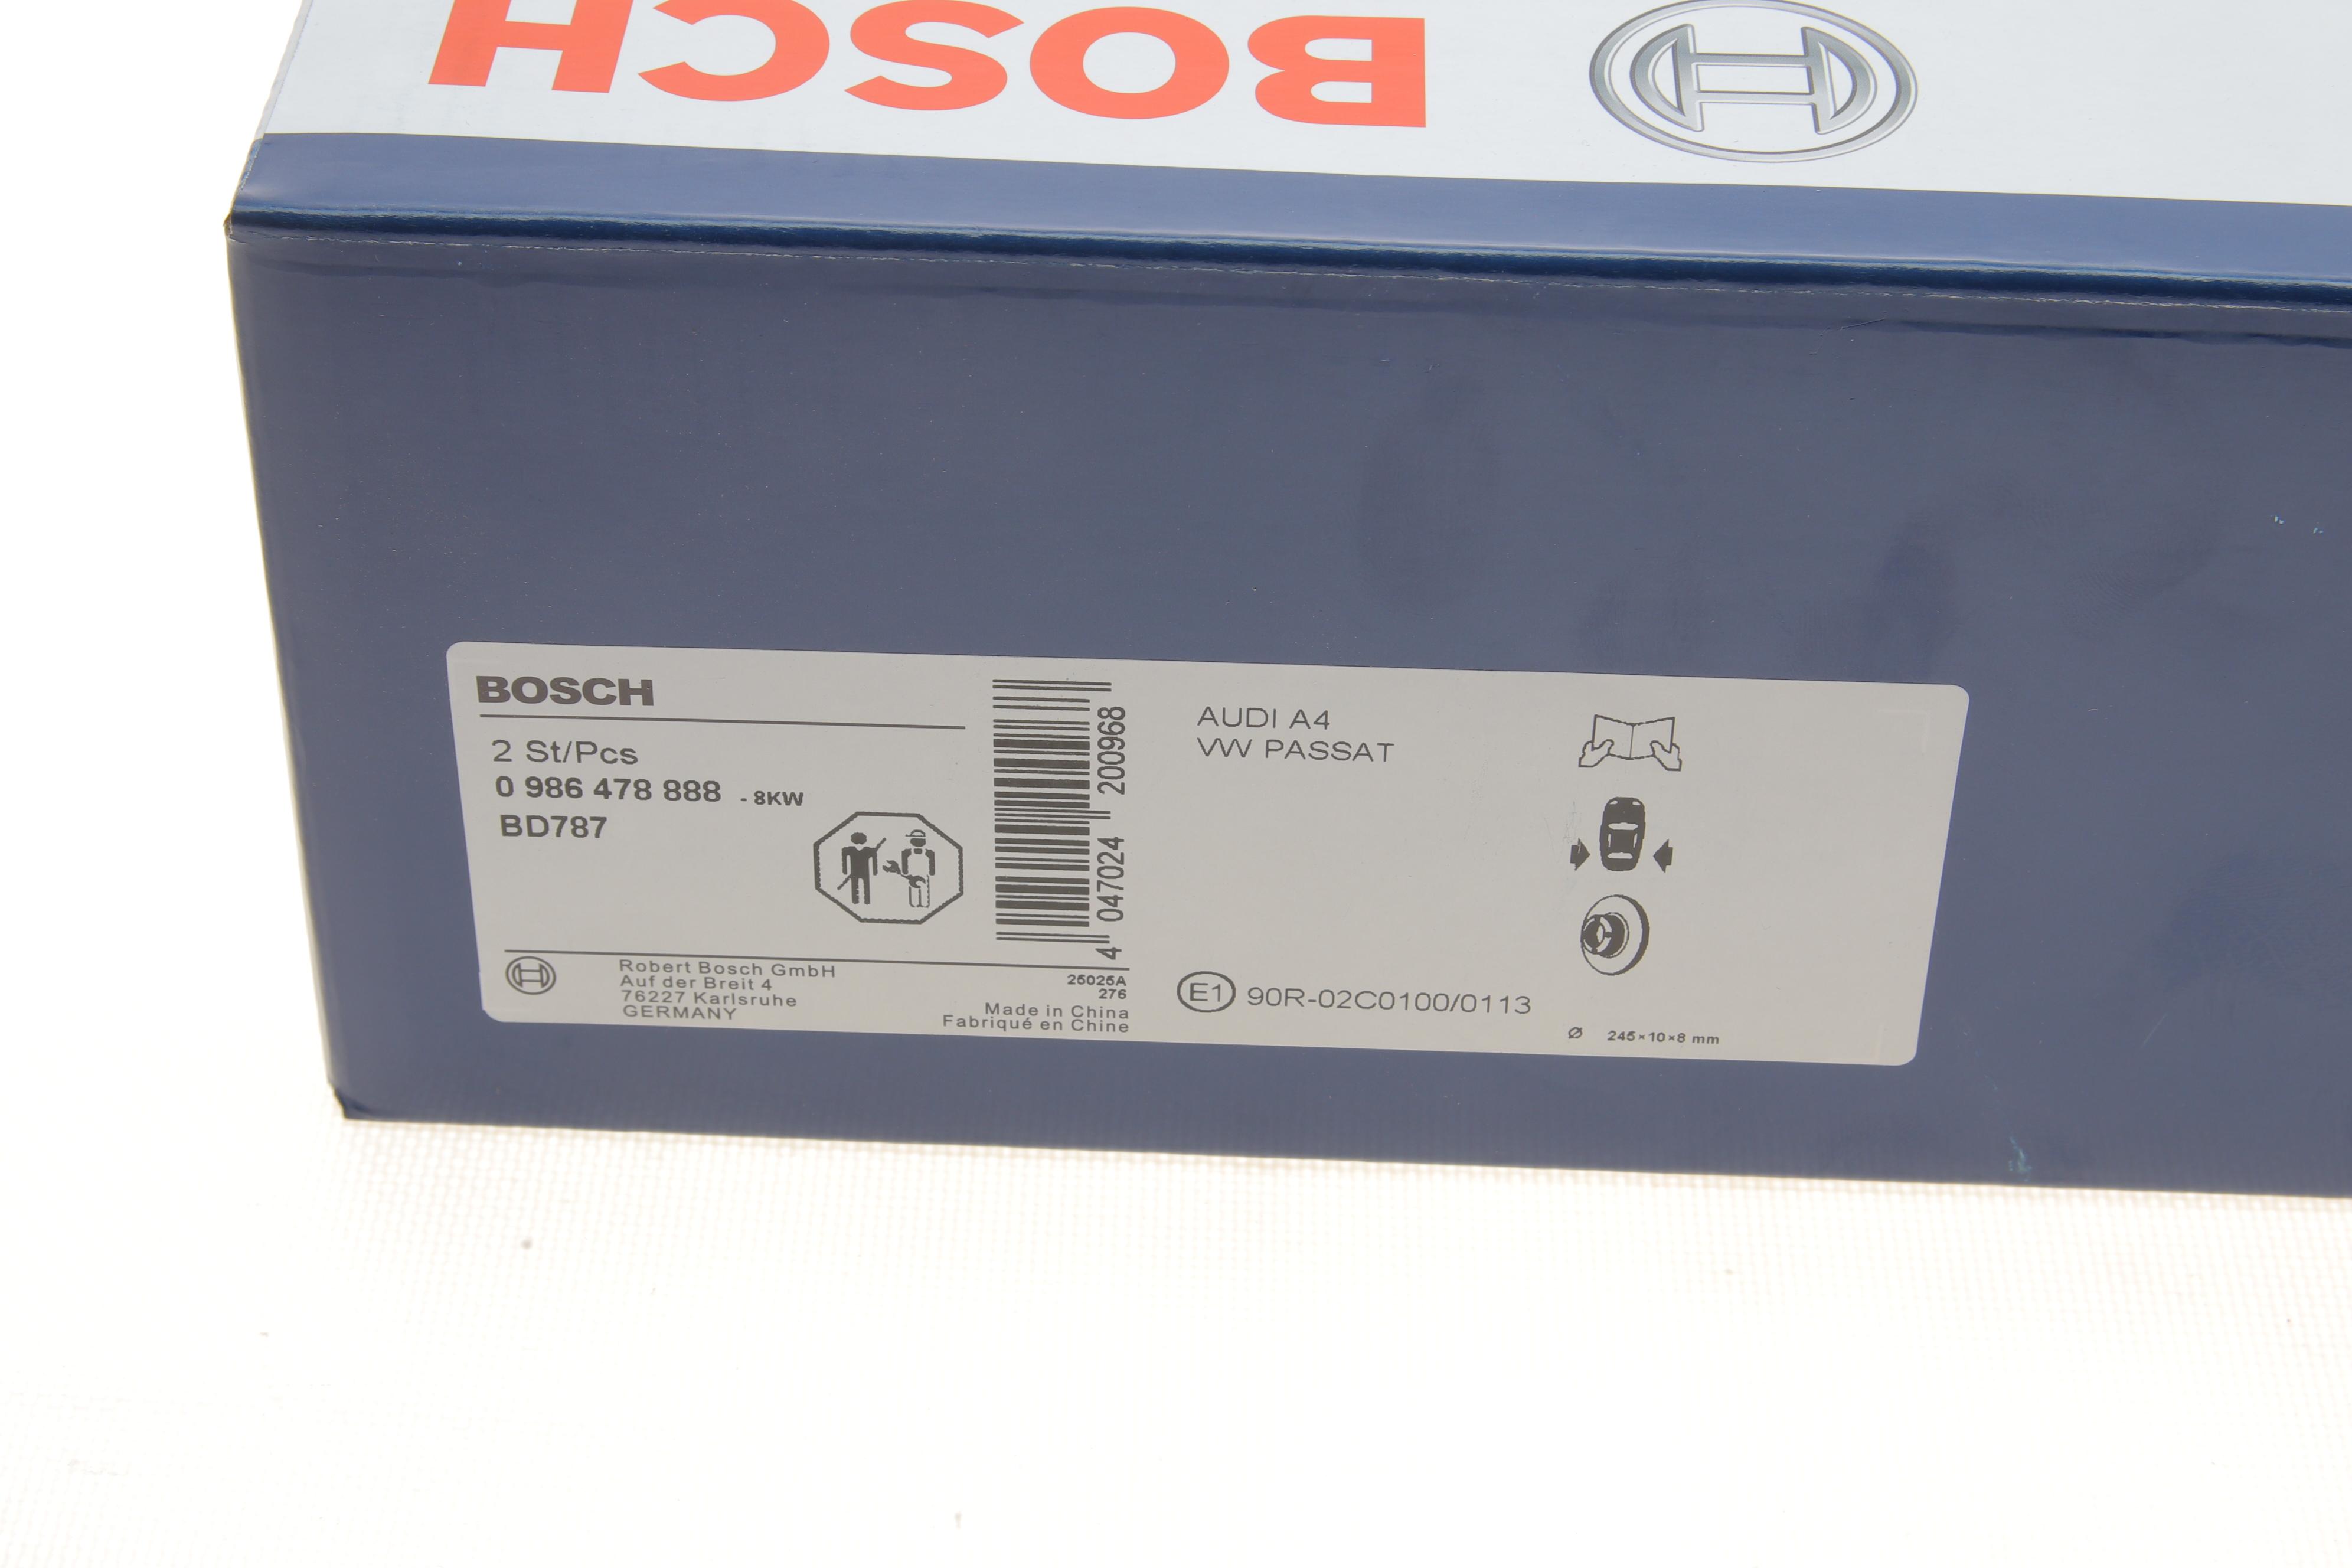 BOSCH
BOSCH
2 St/Pcs
0 986 478 888 - 8KW
BD787
4 047024 200968
Robert Bosch GmbH
Auf der Breit 4
76227 Karlsruhe
GERMANY
25025A
276
Made in China
Fabriqué en Chine
AUDI A4
VW PASSAT
E1 90R-02C0100/0113
Ø 245×10×8 mm